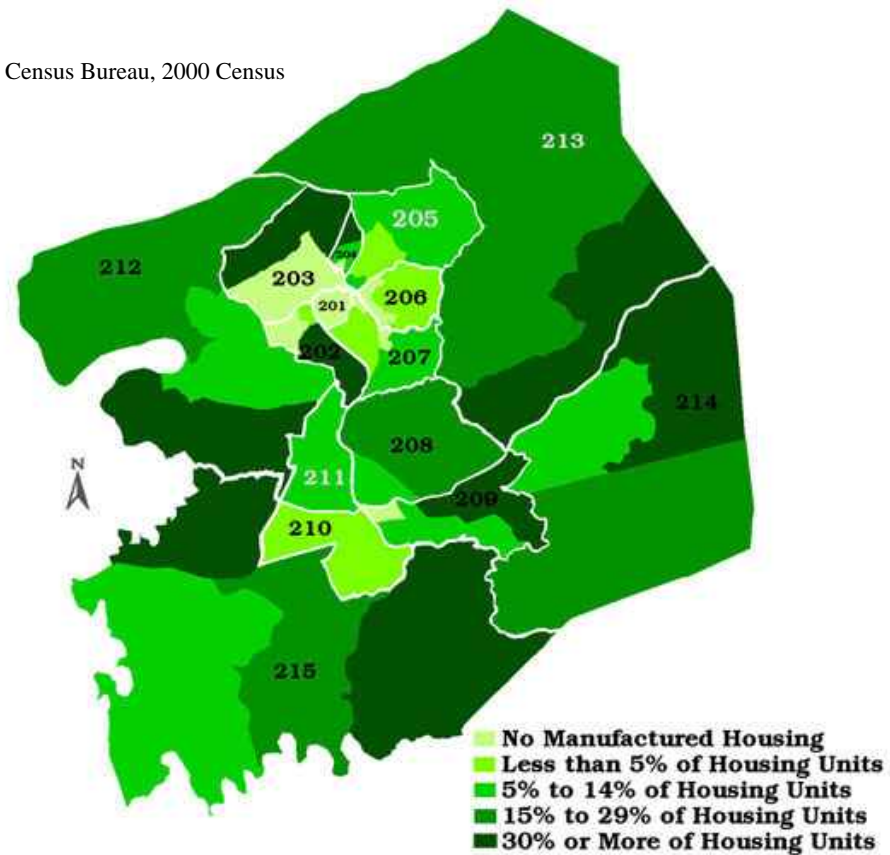 Census Bureau, 2000 Census
213
205
204
212
203
206
201
202
207
214
208
211
209
210
215
N
No Manufactured Housing
Less than 5% of Housing Units
5% to 14% of Housing Units
15% to 29% of Housing Units
30% or More of Housing Units